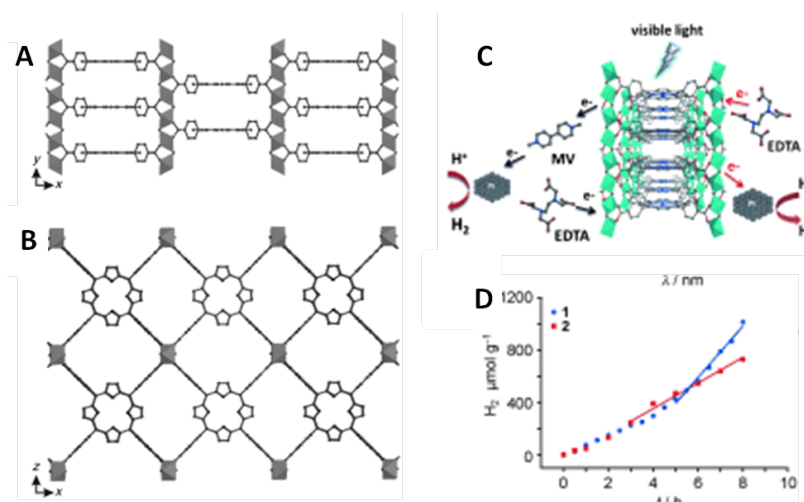 A
y
x
B
z
x
C
visible light
e-
e-
MV
e-
EDTA
e-
H⁺
H₂
EDTA
e-
H
H
λ / nm
D
1
2
H₂ μmol g⁻¹
1200
800
400
0
0 2 4 6 8 10
t / h